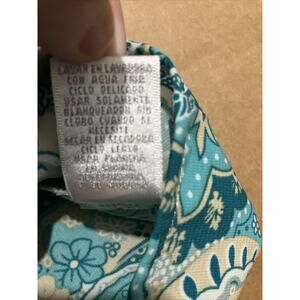 LAVAR EN LAVADORA
CON AGUA FRIA
CICLO DELICADO
USAR SOLAMENTE
BLANQUEADOR SIN
CLORO CUANDO SE
NECESITE
SECAR EN SECADORA
CICLO LENTO
USAR PLANCHA